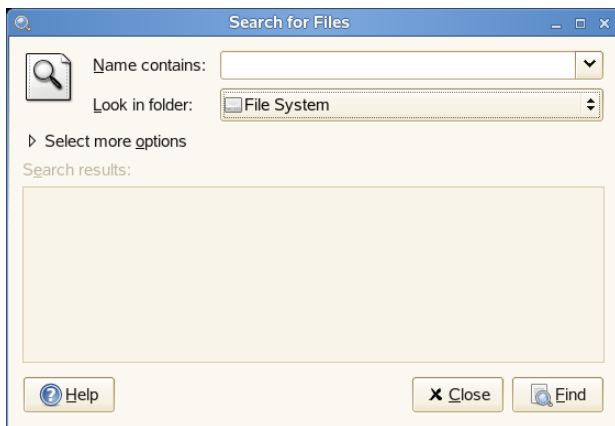 Search for Files
Name contains:
Look in folder: File System
Select more options
Search results:
Help Close Find